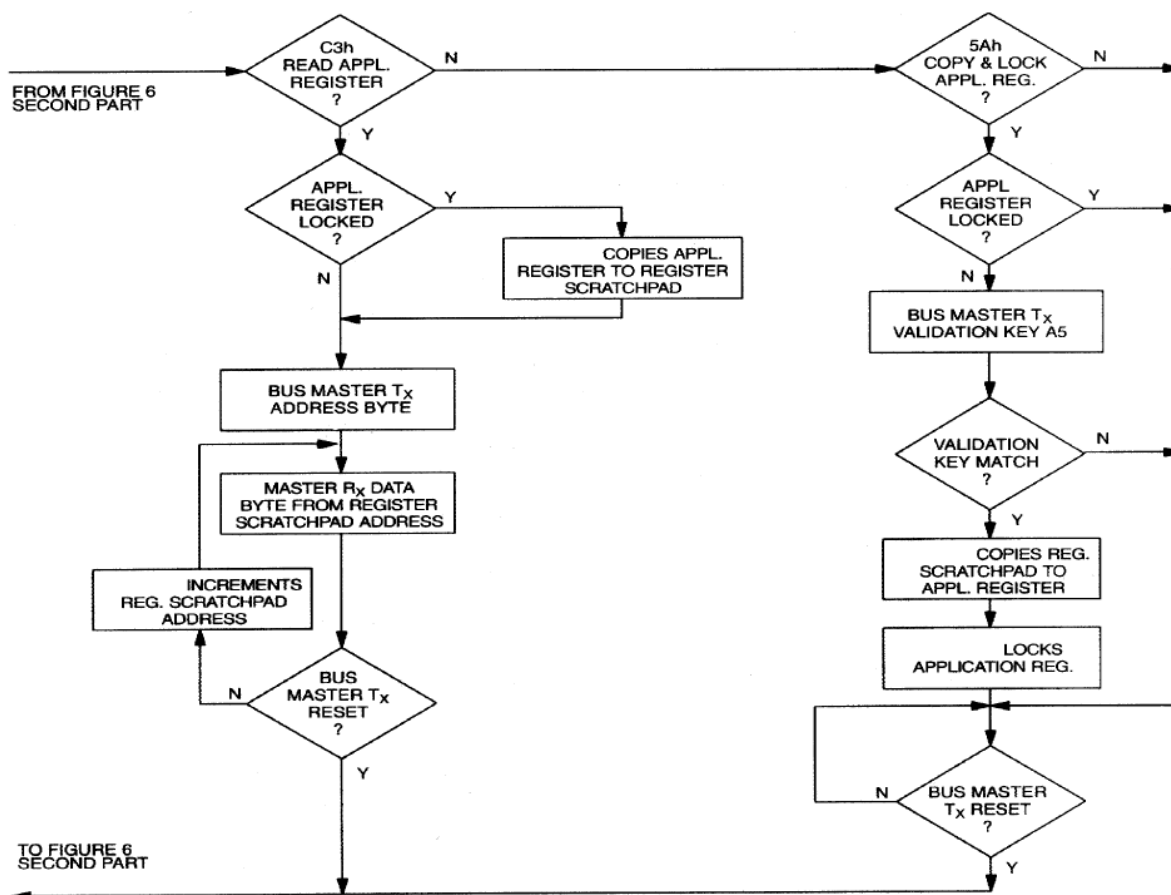 C3h
READ APPL.
REGISTER
?
N
5Ah
COPY & LOCK
APPL. REG.
?
N
FROM FIGURE 6
SECOND PART
Y
Y
APPL.
REGISTER
LOCKED
?
Y
APPL
REGISTER
LOCKED
?
Y
COPIES APPL.
REGISTER TO REGISTER
SCRATCHPAD
N
N
BUS MASTER TX
VALIDATION KEY A5
BUS MASTER TX
ADDRESS BYTE
VALIDATION
KEY MATCH
?
N
MASTER RX DATA
BYTE FROM REGISTER
SCRATCHPAD ADDRESS
Y
COPIES REG.
SCRATCHPAD TO
APPL. REGISTER
INCREMENTS
REG. SCRATCHPAD
ADDRESS
LOCKS
APPLICATION REG.
BUS
MASTER TX
RESET
?
N
Y
BUS MASTER
TX RESET
?
N
Y
TO FIGURE 6
SECOND PART